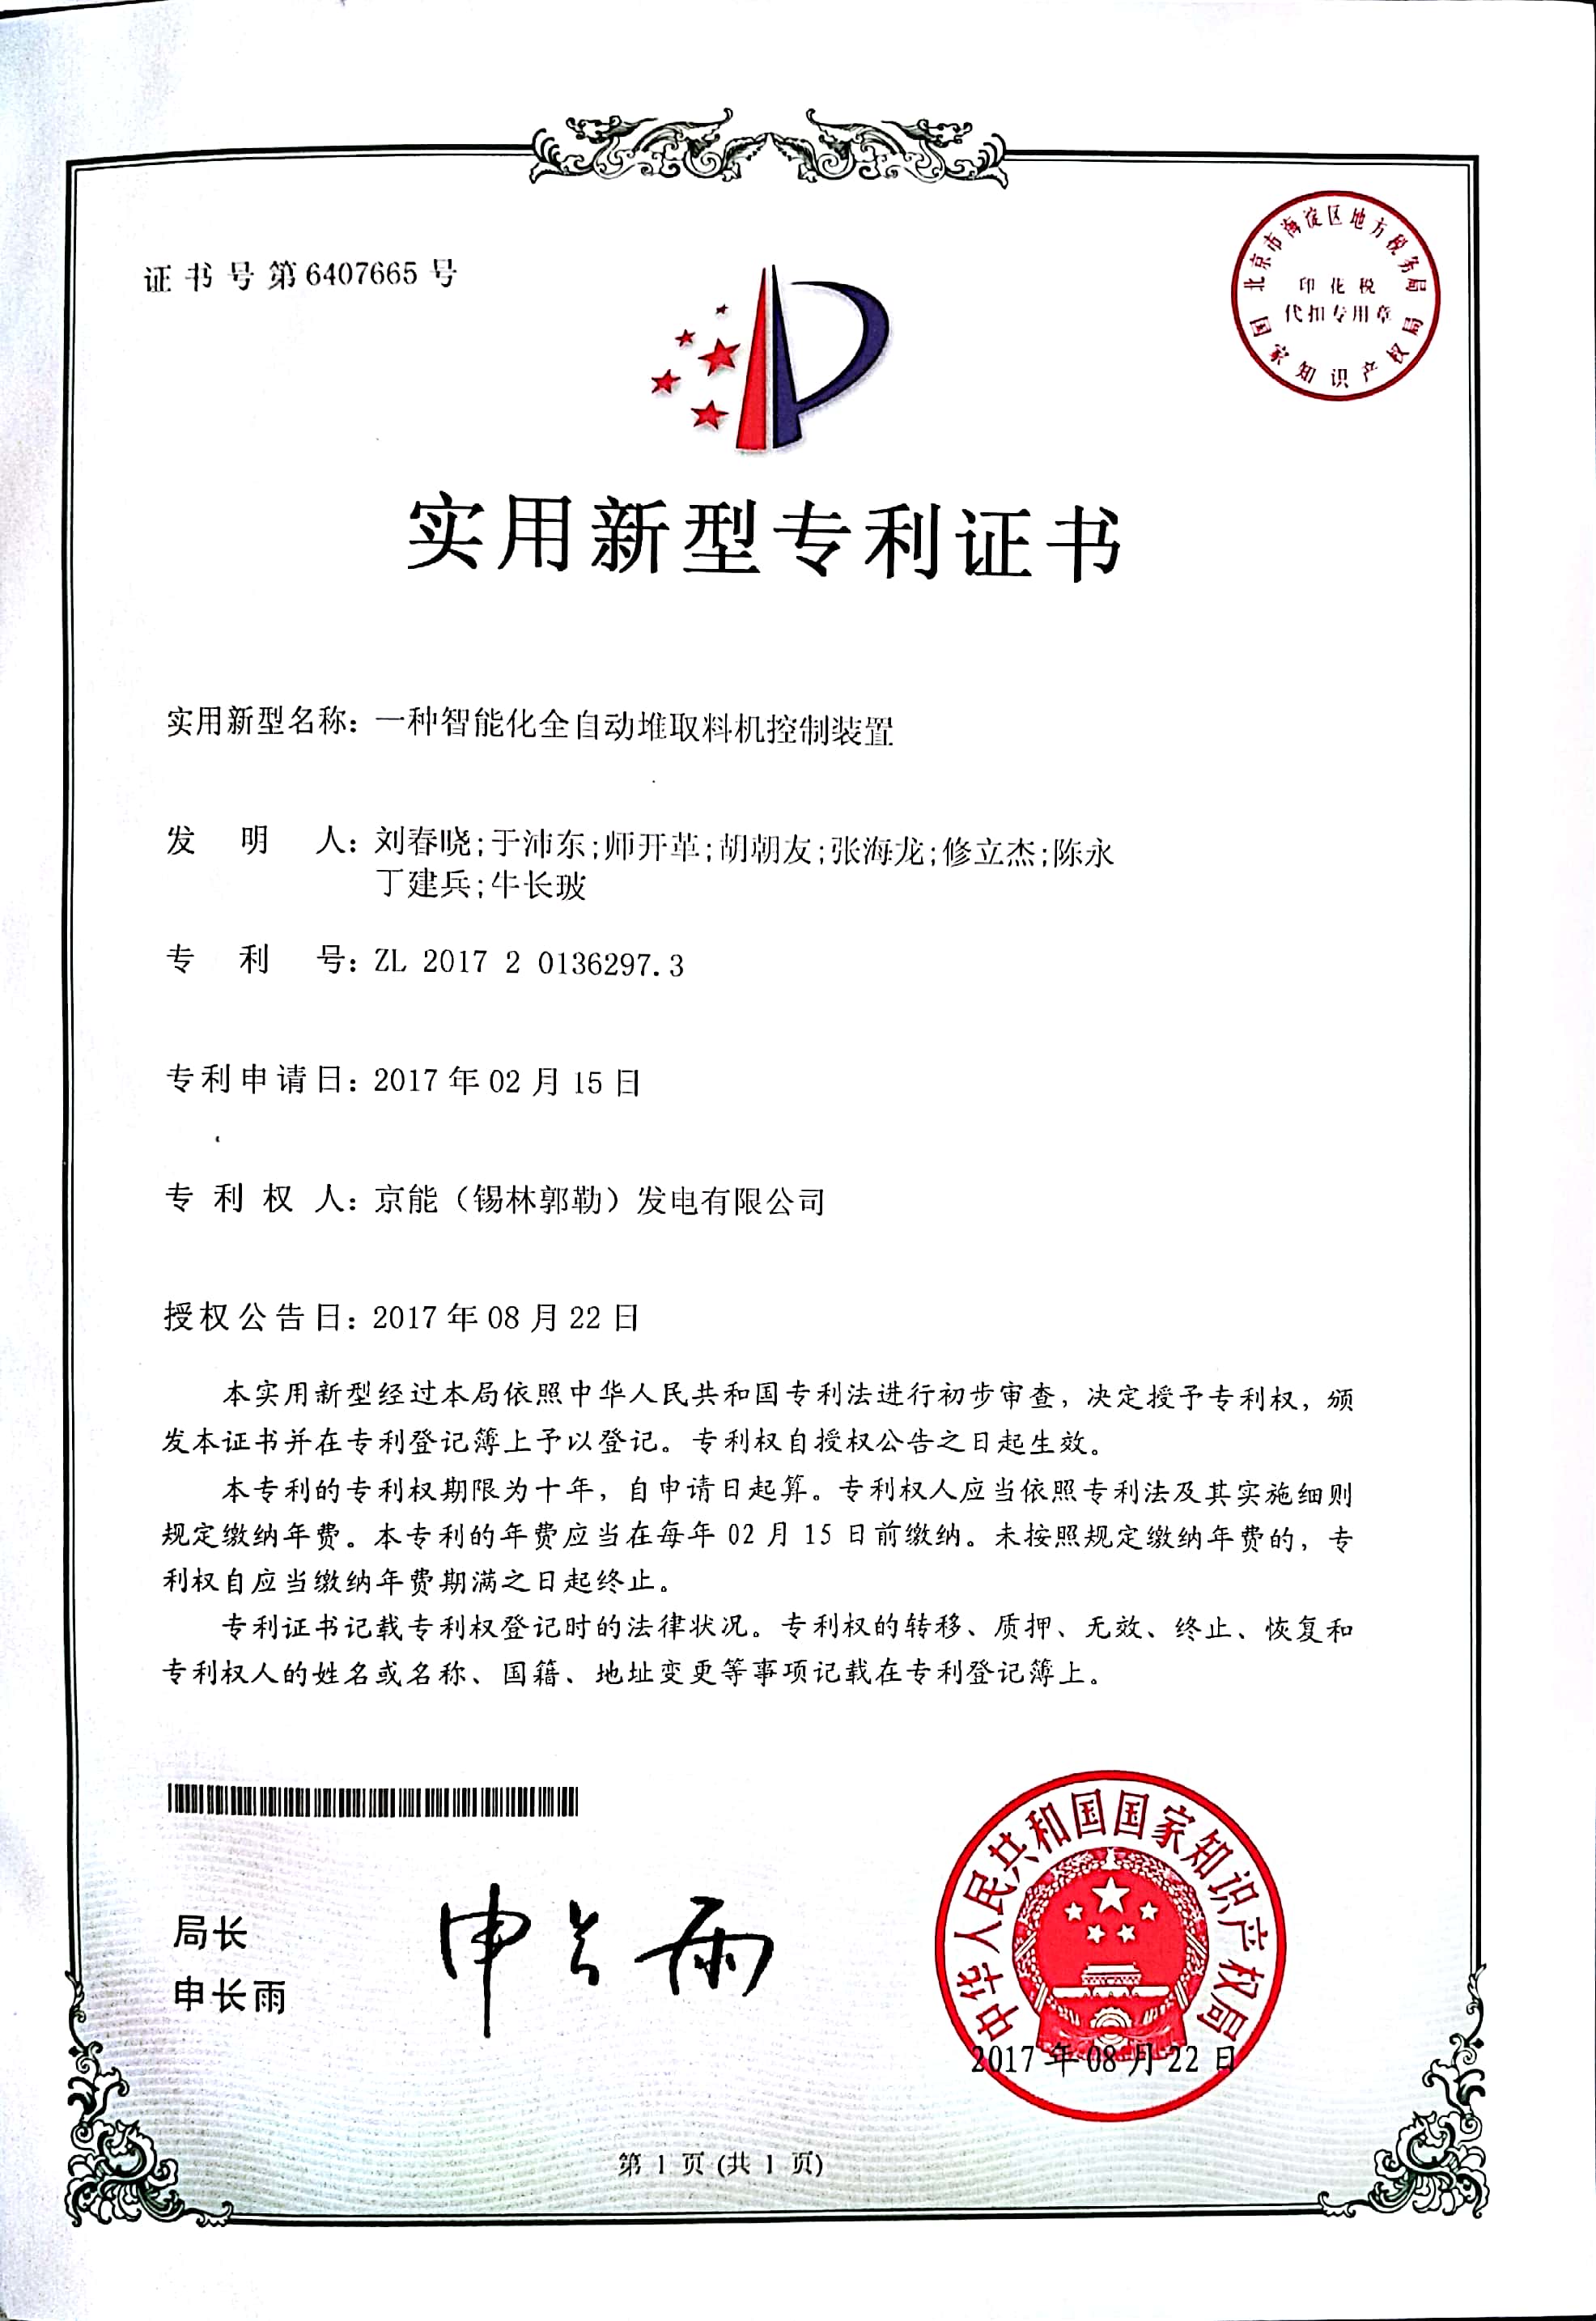 证书号第6407665号
北京市海淀区地方税务局
印花税
代扣专用章
国家知识产权局
实用新型专利证书
实用新型名称：一种智能化全自动堆取料机控制装置
发明人：刘春晓;于沛东;师开革;胡朝友;张海龙;修立杰;陈永
丁建兵;牛长玻
专利号：ZL 2017 2 0136297.3
专利申请日：2017年02月15日
专利权人：京能（锡林郭勒）发电有限公司
授权公告日：2017年08月22日
本实用新型经过本局依照中华人民共和国专利法进行初步审查，决定授予专利权，颁
发本证书并在专利登记簿上予以登记。专利权自授权公告之日起生效。
本专利的专利权期限为十年，自申请日起算。专利权人应当依照专利法及其实施细则
规定缴纳年费。本专利的年费应当在每年02月15日前缴纳。未按照规定缴纳年费的，专
利权自应当缴纳年费期满之日起终止。
专利证书记载专利权登记时的法律状况。专利权的转移、质押、无效、终止、恢复和
专利权人的姓名或名称、国籍、地址变更等事项记载在专利登记簿上。
局长
申长雨
申长雨
中华人民共和国国家知识产权局
2017年08月22日
第1页(共1页)